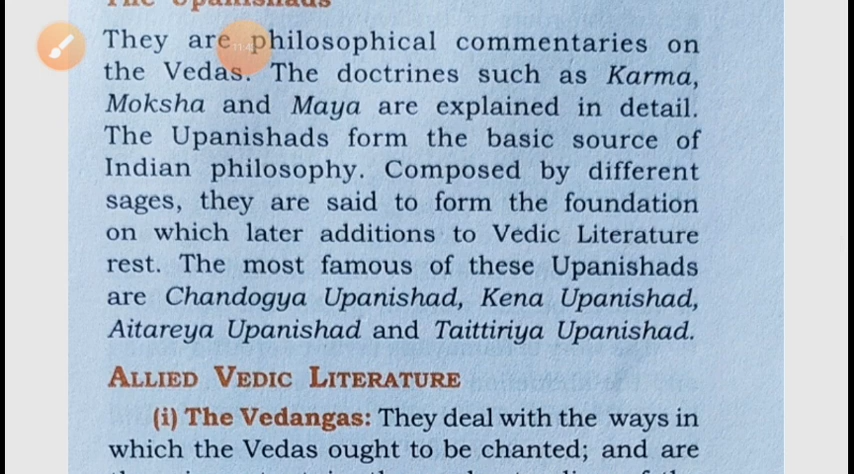 The Upanishads
They are philosophical commentaries on
the Vedas. The doctrines such as Karma,
Moksha and Maya are explained in detail.
The Upanishads form the basic source of
Indian philosophy. Composed by different
sages, they are said to form the foundation
on which later additions to Vedic Literature
rest. The most famous of these Upanishads
are Chandogya Upanishad, Kena Upanishad,
Aitareya Upanishad and Taittiriya Upanishad.
ALLIED VEDIC LITERATURE
(i) The Vedangas: They deal with the ways in
which the Vedas ought to be chanted; and are